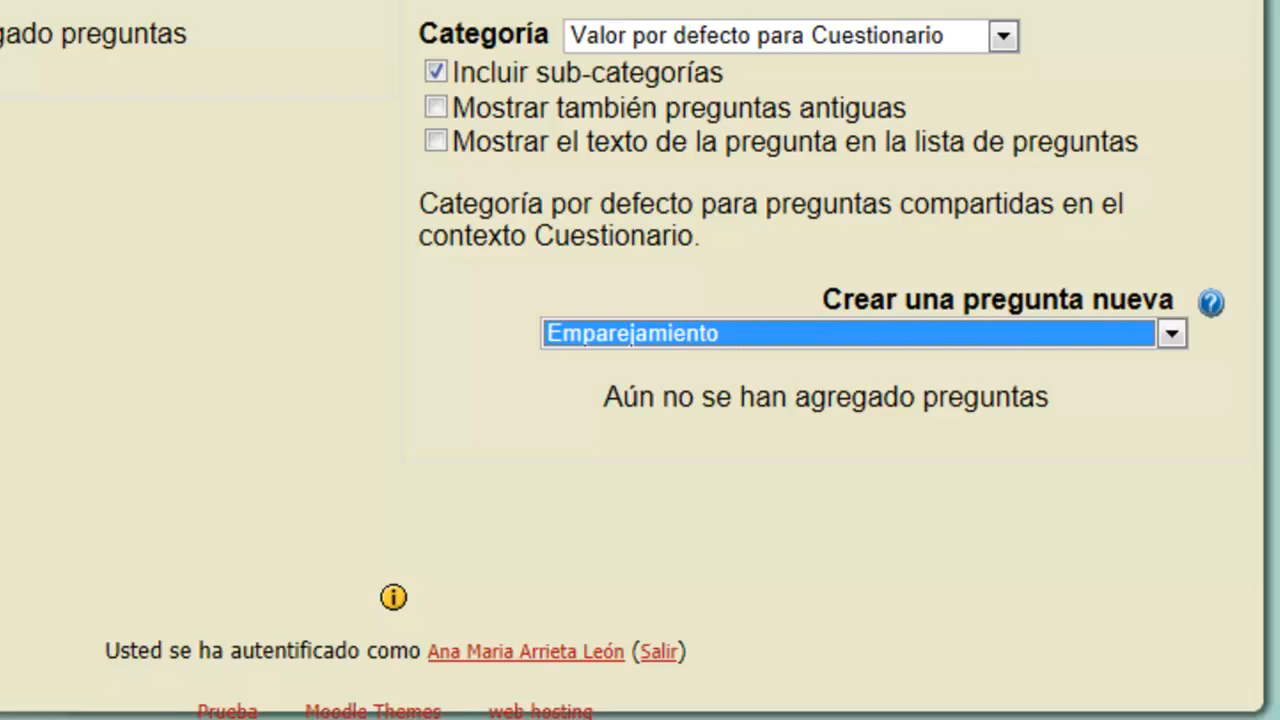 gado preguntas
Categoría Valor por defecto para Cuestionario
Incluir sub-categorías
Mostrar también preguntas antiguas
Mostrar el texto de la pregunta en la lista de preguntas
Categoría por defecto para preguntas compartidas en el
contexto Cuestionario.
Crear una pregunta nueva
Emparejamiento
Aún no se han agregado preguntas
Usted se ha autentificado como Ana Maria Arrieta León (Salir)
Prueba Moodle Themes web hosting